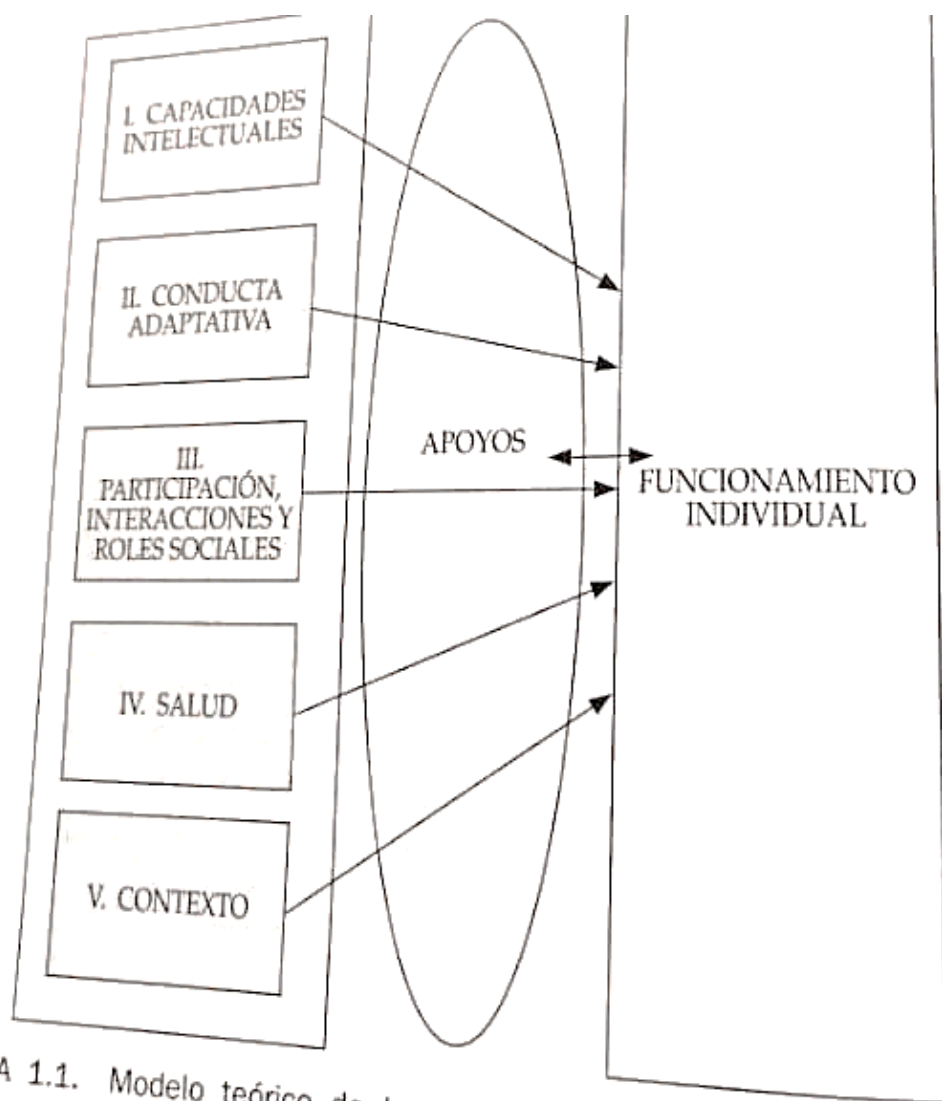 I. CAPACIDADES
INTELECTUALES
II. CONDUCTA
ADAPTATIVA
III.
PARTICIPACIÓN,
INTERACCIONES Y
ROLES SOCIALES
IV. SALUD
V. CONTEXTO
APOYOS
FUNCIONAMIENTO
INDIVIDUAL
A 1.1. Modelo teórico